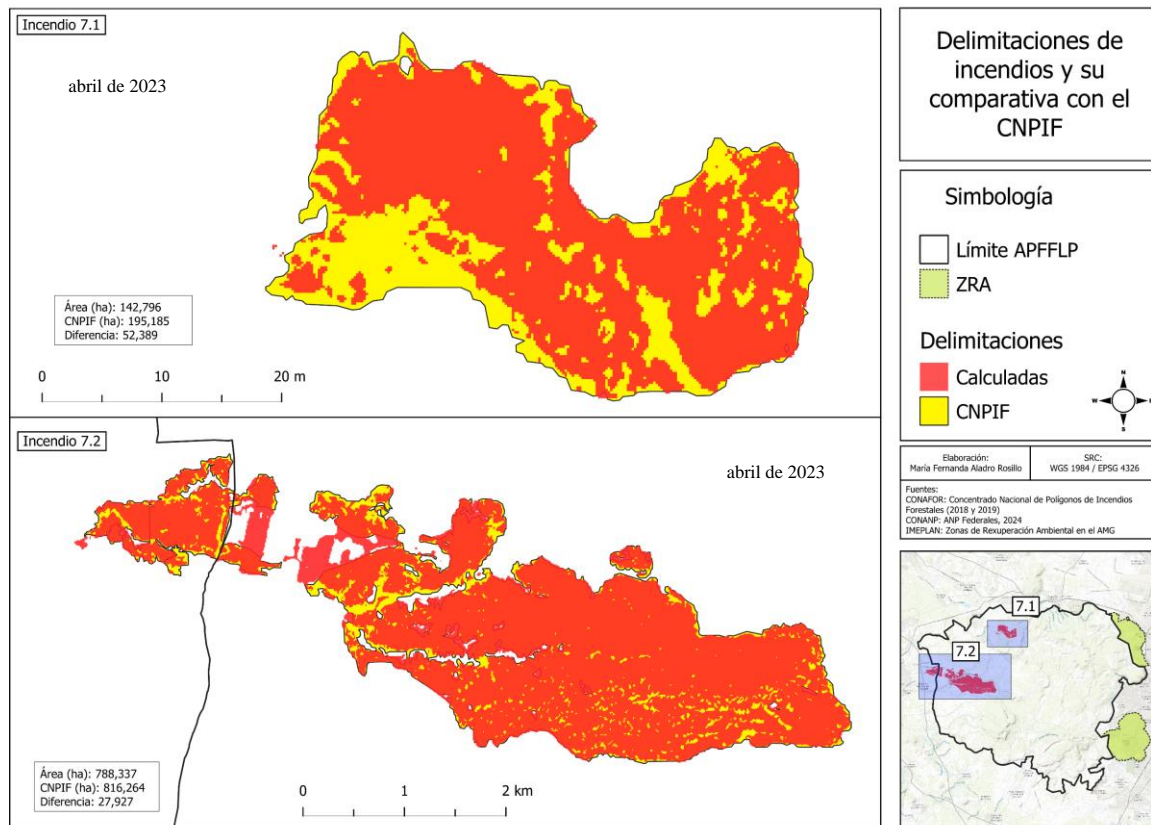 Incendio 7.1
abril de 2023
Área (ha): 142,796
CNPIF (ha): 195,185
Diferencia: 52,389
0 10 20 m
Incendio 7.2
abril de 2023
Área (ha): 788,337
CNPIF (ha): 816,264
Diferencia: 27,927
0 1 2 km
Delimitaciones de
incendios y su
comparativa con el
CNPIF
Simbología
Límite APFFLP
ZRA
Delimitaciones
Calculadas
CNPIF
N
W E
S
Elaboración:
María Fernanda Aladro Rosillo
SRC:
WGS 1984 / EPSG 4326
Fuentes:
CONAFOR: Concentrado Nacional de Polígonos de Incendios
Forestales (2018 y 2019)
CONANP: ANP Federales, 2024
IMEPLAN: Zonas de Rexuperación Ambiental en el AMG
7.1
7.2